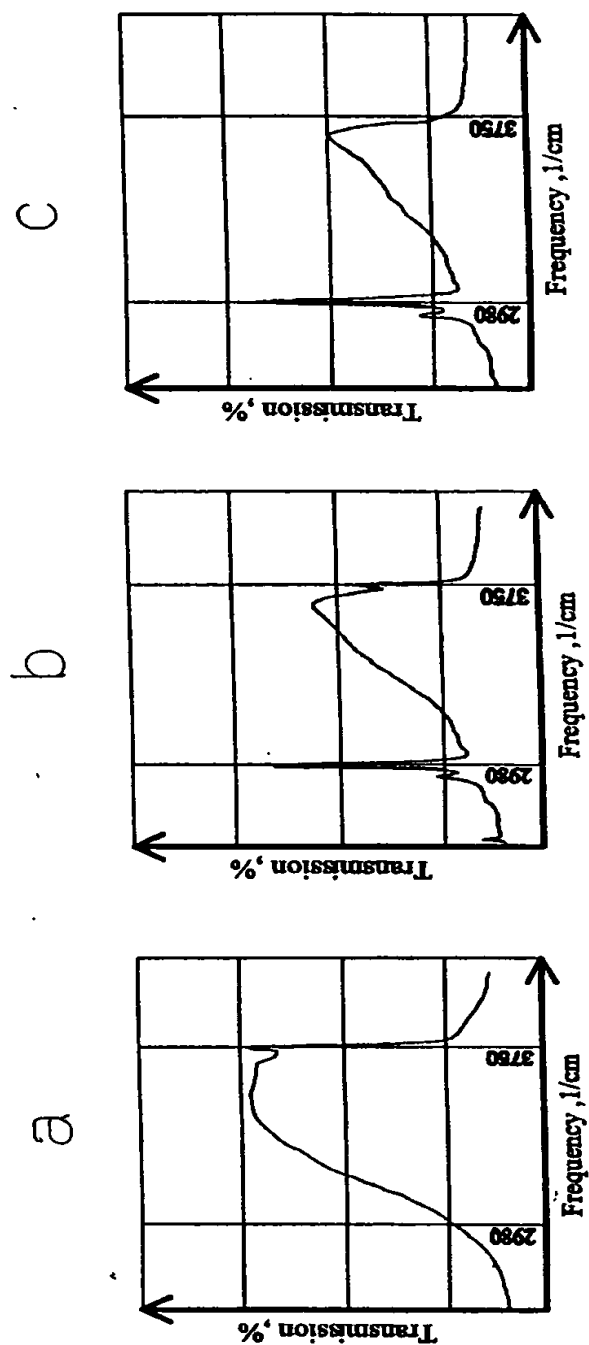 a
Transmission, %
2980
3750
Frequency ,1/cm
b
Transmission, %
2980
3750
Frequency ,1/cm
c
Transmission, %
2980
3750
Frequency ,1/cm